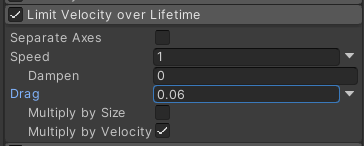 Limit Velocity over Lifetime
Separate Axes
Speed 1
Dampen 0
Drag 0.06
Multiply by Size
Multiply by Velocity